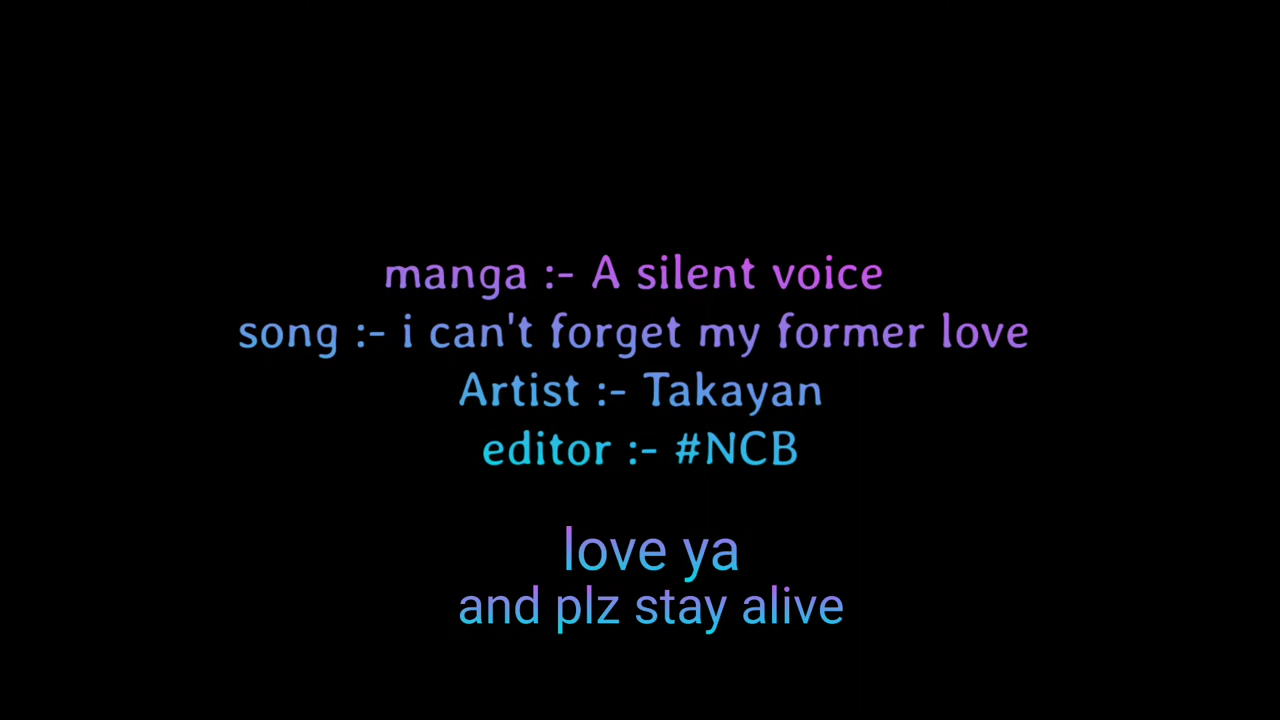 manga :- A silent voice
song :- i can't forget my former love
Artist :- Takayan
editor :- #NCB
love ya
and plz stay alive